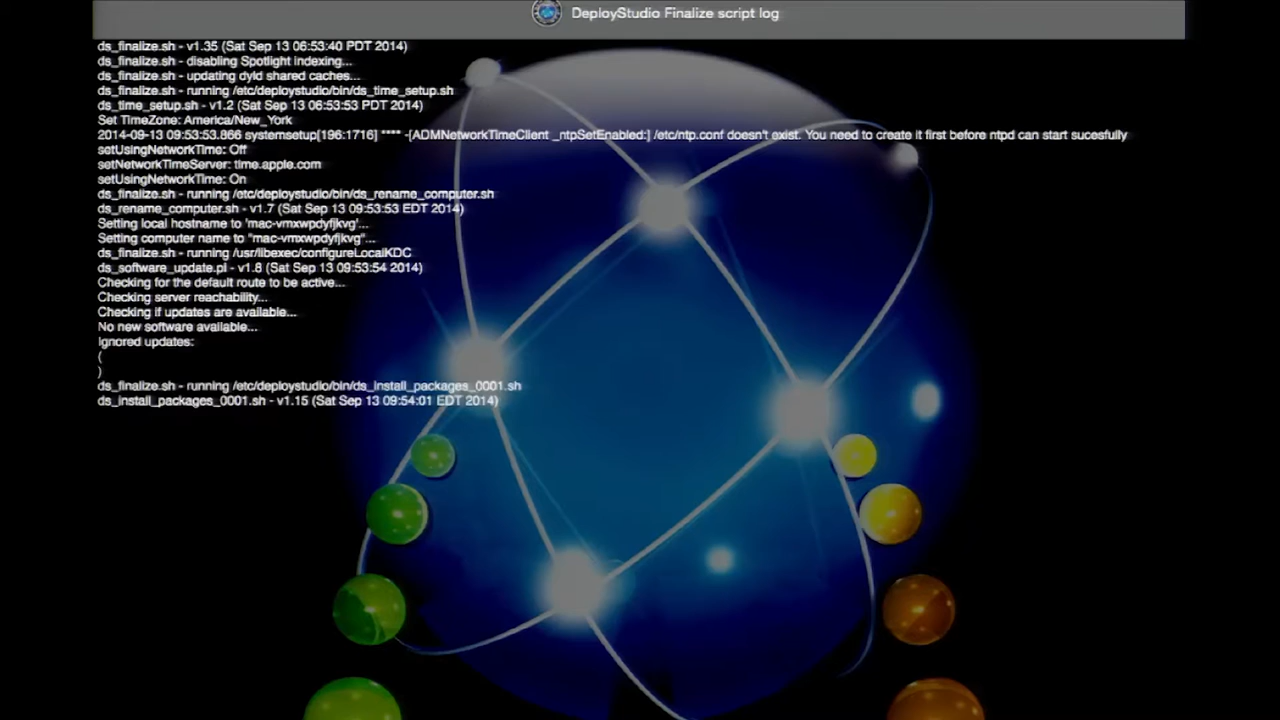 DeployStudio Finalize script log
ds_finalize.sh - v1.35 (Sat Sep 13 06:53:40 PDT 2014)
ds_finalize.sh - disabling Spotlight indexing...
ds_finalize.sh - updating dyld shared caches...
ds_finalize.sh - running /etc/deploystudio/bin/ds_time_setup.sh
ds_time_setup.sh - v1.2 (Sat Sep 13 06:53:53 PDT 2014)
Set TimeZone: America/New_York
2014-09-13 09:53:53.866 systemsetup[196:1716] **** -[ADMNetworkTimeClient _ntpSetEnabled:] /etc/ntp.conf doesn't exist. You need to create it first before ntpd can start sucesfully
setUsingNetworkTime: Off
setNetworkTimeServer: time.apple.com
setUsingNetworkTime: On
ds_finalize.sh - running /etc/deploystudio/bin/ds_rename_computer.sh
ds_rename_computer.sh - v1.7 (Sat Sep 13 09:53:53 EDT 2014)
Setting local hostname to 'mac-vmxwpdyfjkvg'...
Setting computer name to "mac-vmxwpdyfjkvg"...
ds_finalize.sh - running /usr/libexec/configureLocalKDC
ds_software_update.pl - v1.8 (Sat Sep 13 09:53:54 2014)
Checking for the default route to be active...
Checking server reachability...
Checking if updates are available...
No new software available...
Ignored updates:
(
)
ds_finalize.sh - running /etc/deploystudio/bin/ds_install_packages_0001.sh
ds_install_packages_0001.sh - v1.15 (Sat Sep 13 09:54:01 EDT 2014)